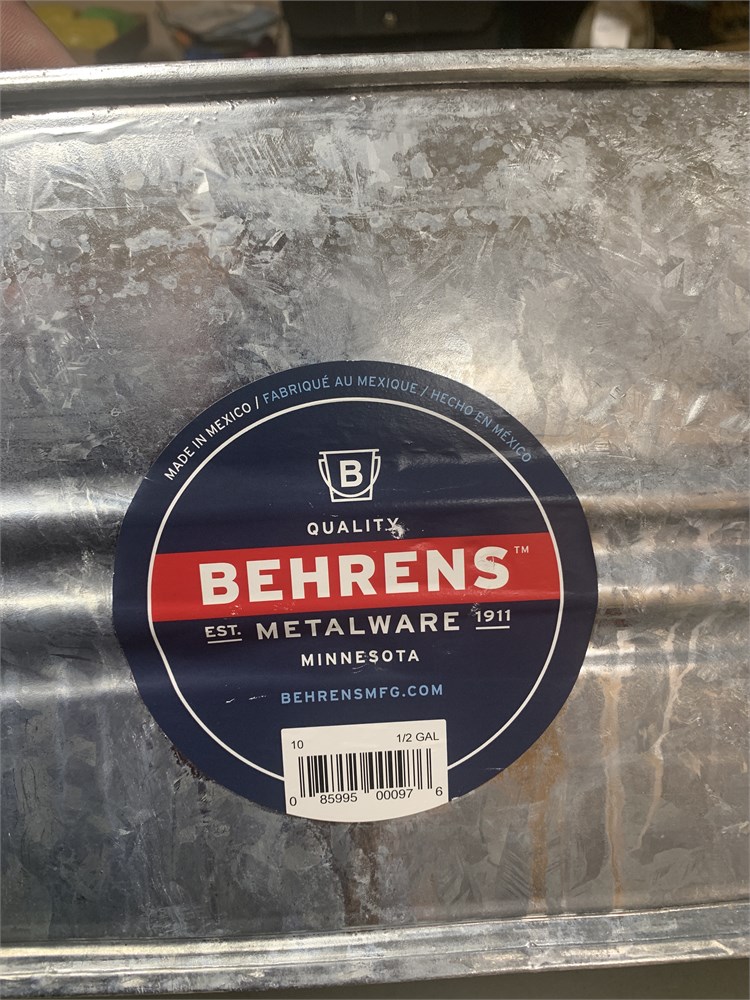 MADE IN MEXICO / FABRIQUÉ AU MEXIQUE / HECHO EN MÉXICO
B
QUALITY
BEHRENS™
EST. METALWARE 1911
MINNESOTA
BEHRENSMFG.COM
10 1/2 GAL
0 85995 00097 6